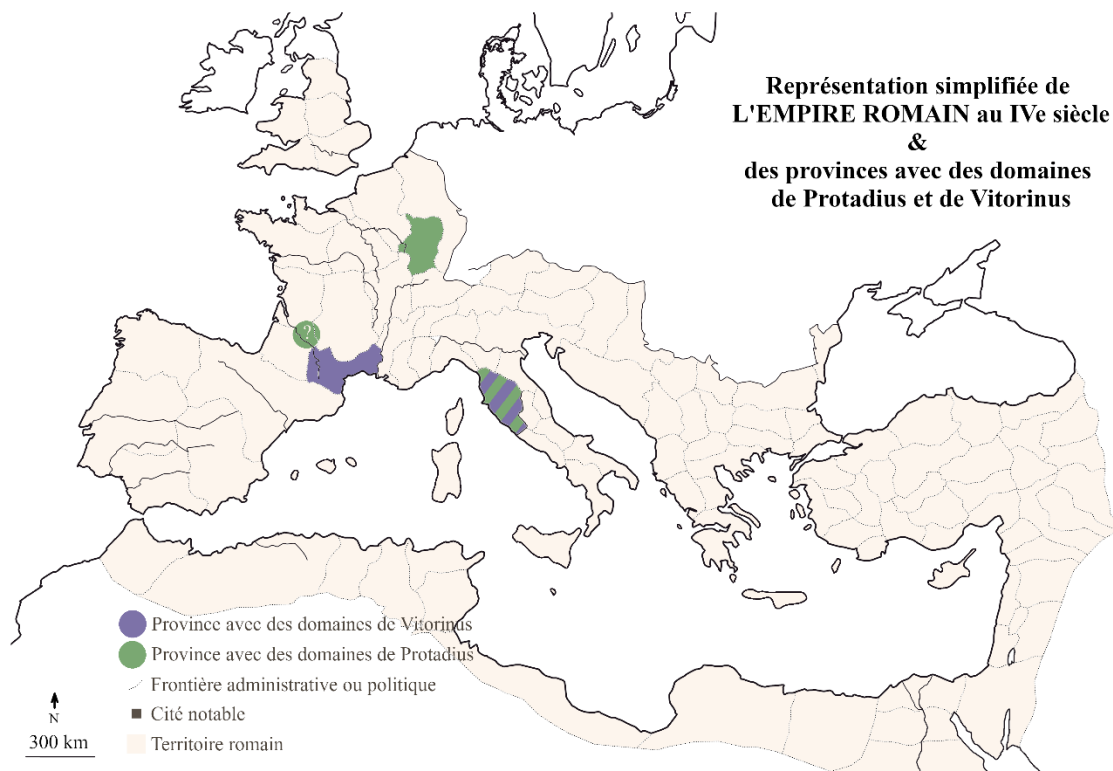 Représentation simplifiée de
L'EMPIRE ROMAIN au IVe siècle
&
des provinces avec des domaines
de Protadius et de Vitorinus
?
Province avec des domaines de Vitorinus
Province avec des domaines de Protadius
Frontière administrative ou politique
Cité notable
Territoire romain
N
300 km